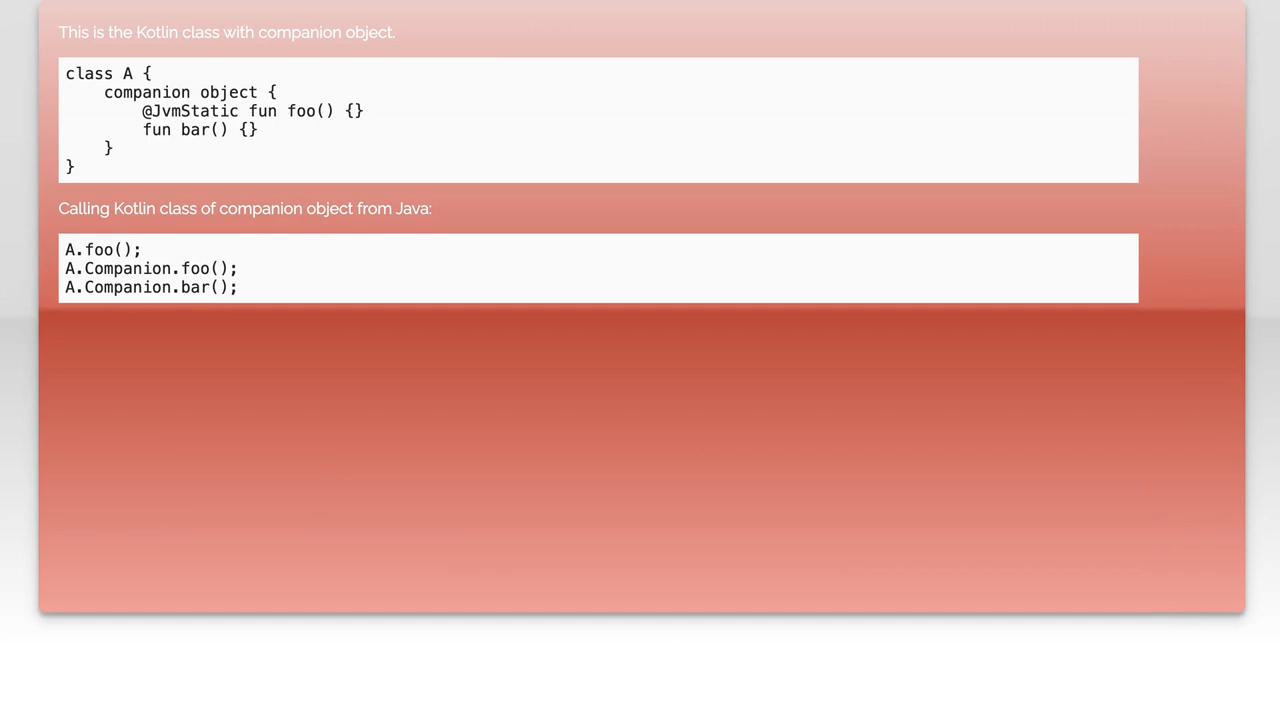 This is the Kotlin class with companion object.
class A {
    companion object {
        @JvmStatic fun foo() {}
        fun bar() {}
    }
}
Calling Kotlin class of companion object from Java:
A.foo();
A.Companion.foo();
A.Companion.bar();